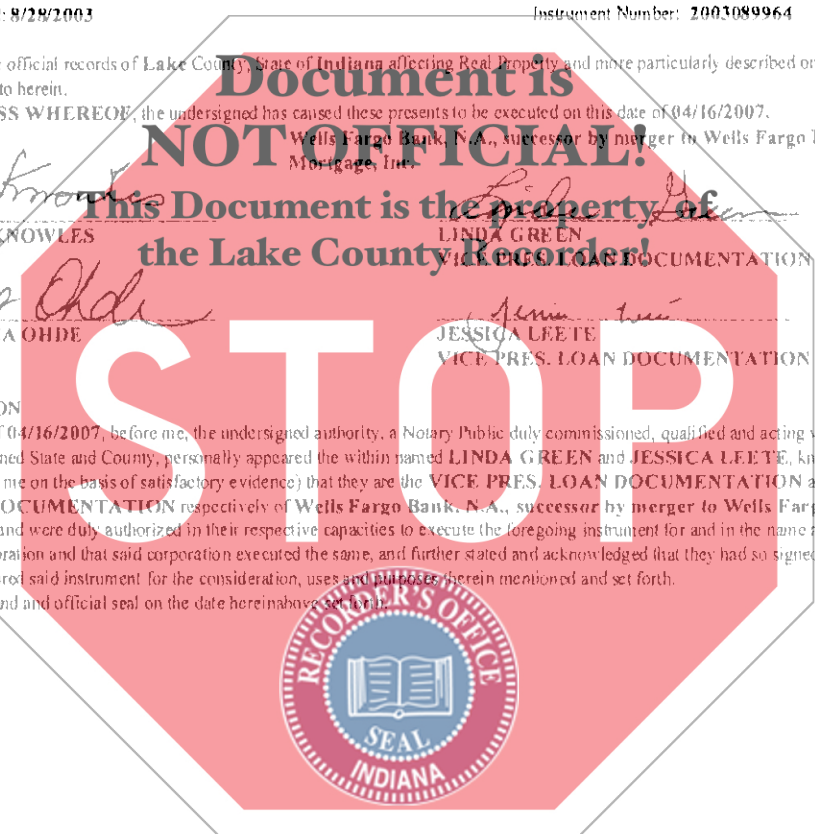 : 8/28/2003 Instrument Number: 2003089964
official records of Lake County, State of Indiana affecting Real Property and more particularly described on
to herein.
SS WHEREOF, the undersigned has caused these presents to be executed on this date of 04/16/2007.
Document is
NOT OFFICIAL!
This Document is the property of
the Lake County Recorder!
Wells Fargo Bank, N.A., successor by merger to Wells Fargo
Mortgage, Inc.
Knowles Linda Green
KNOWLES LINDA GREEN
VICE PRES. LOAN DOCUMENTATION
Ohde
A OHDE JESSICA LEETE
VICE PRES. LOAN DOCUMENTATION
STOP
ON
f 04/16/2007, before me, the undersigned authority, a Notary Public duly commissioned, qualified and acting
ned State and County, personally appeared the within named LINDA GREEN and JESSICA LEETE, kn
me on the basis of satisfactory evidence) that they are the VICE PRES. LOAN DOCUMENTATION a
OCUMENTATION respectively of Wells Fargo Bank, N.A., successor by merger to Wells Farg
and were duly authorized in their respective capacities to execute the foregoing instrument for and in the name a
oration and that said corporation executed the same, and further stated and acknowledged that they had so signed
red said instrument for the consideration, uses and purposes therein mentioned and set forth.
nd and official seal on the date hereinabove set forth.
RECORDER'S OFFICE
SEAL
INDIANA